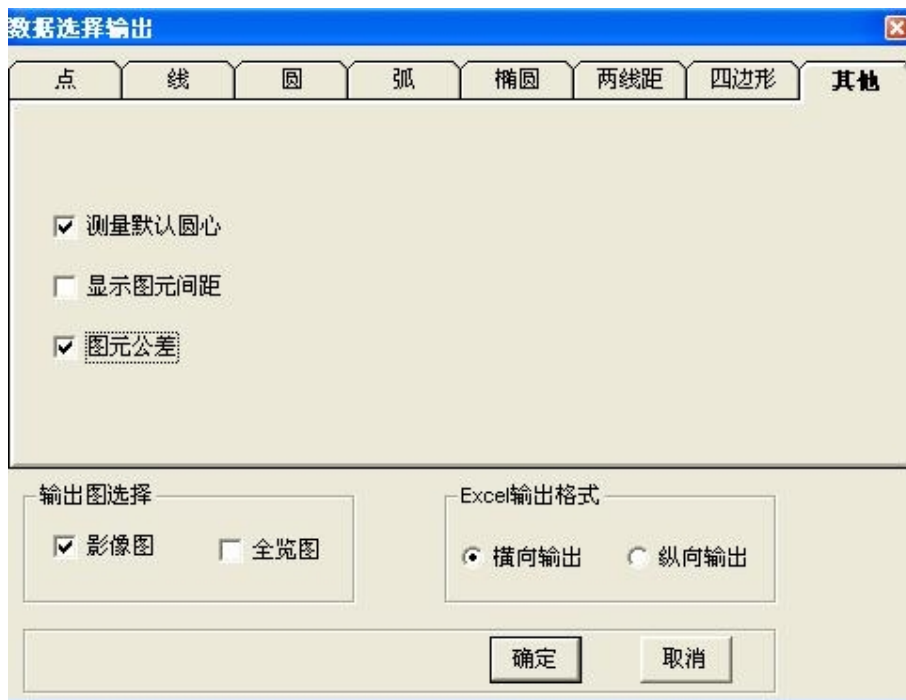 数据选择输出
点 线 圆 弧 椭圆 两线距 四边形 其他
测量默认圆心
显示图元间距
图元公差
输出图选择
影像图 全览图
Excel输出格式
横向输出 纵向输出
确定 取消